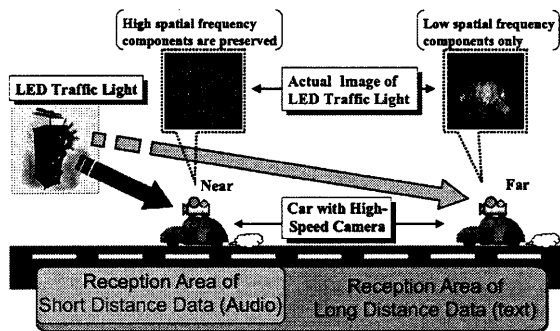 High spatial frequency
components are preserved
Low spatial frequency
components only
LED Traffic Light
Actual Image of
LED Traffic Light
Near
Far
Car with High-
Speed Camera
Reception Area of
Short Distance Data (Audio)
Reception Area of
Long Distance Data (text)